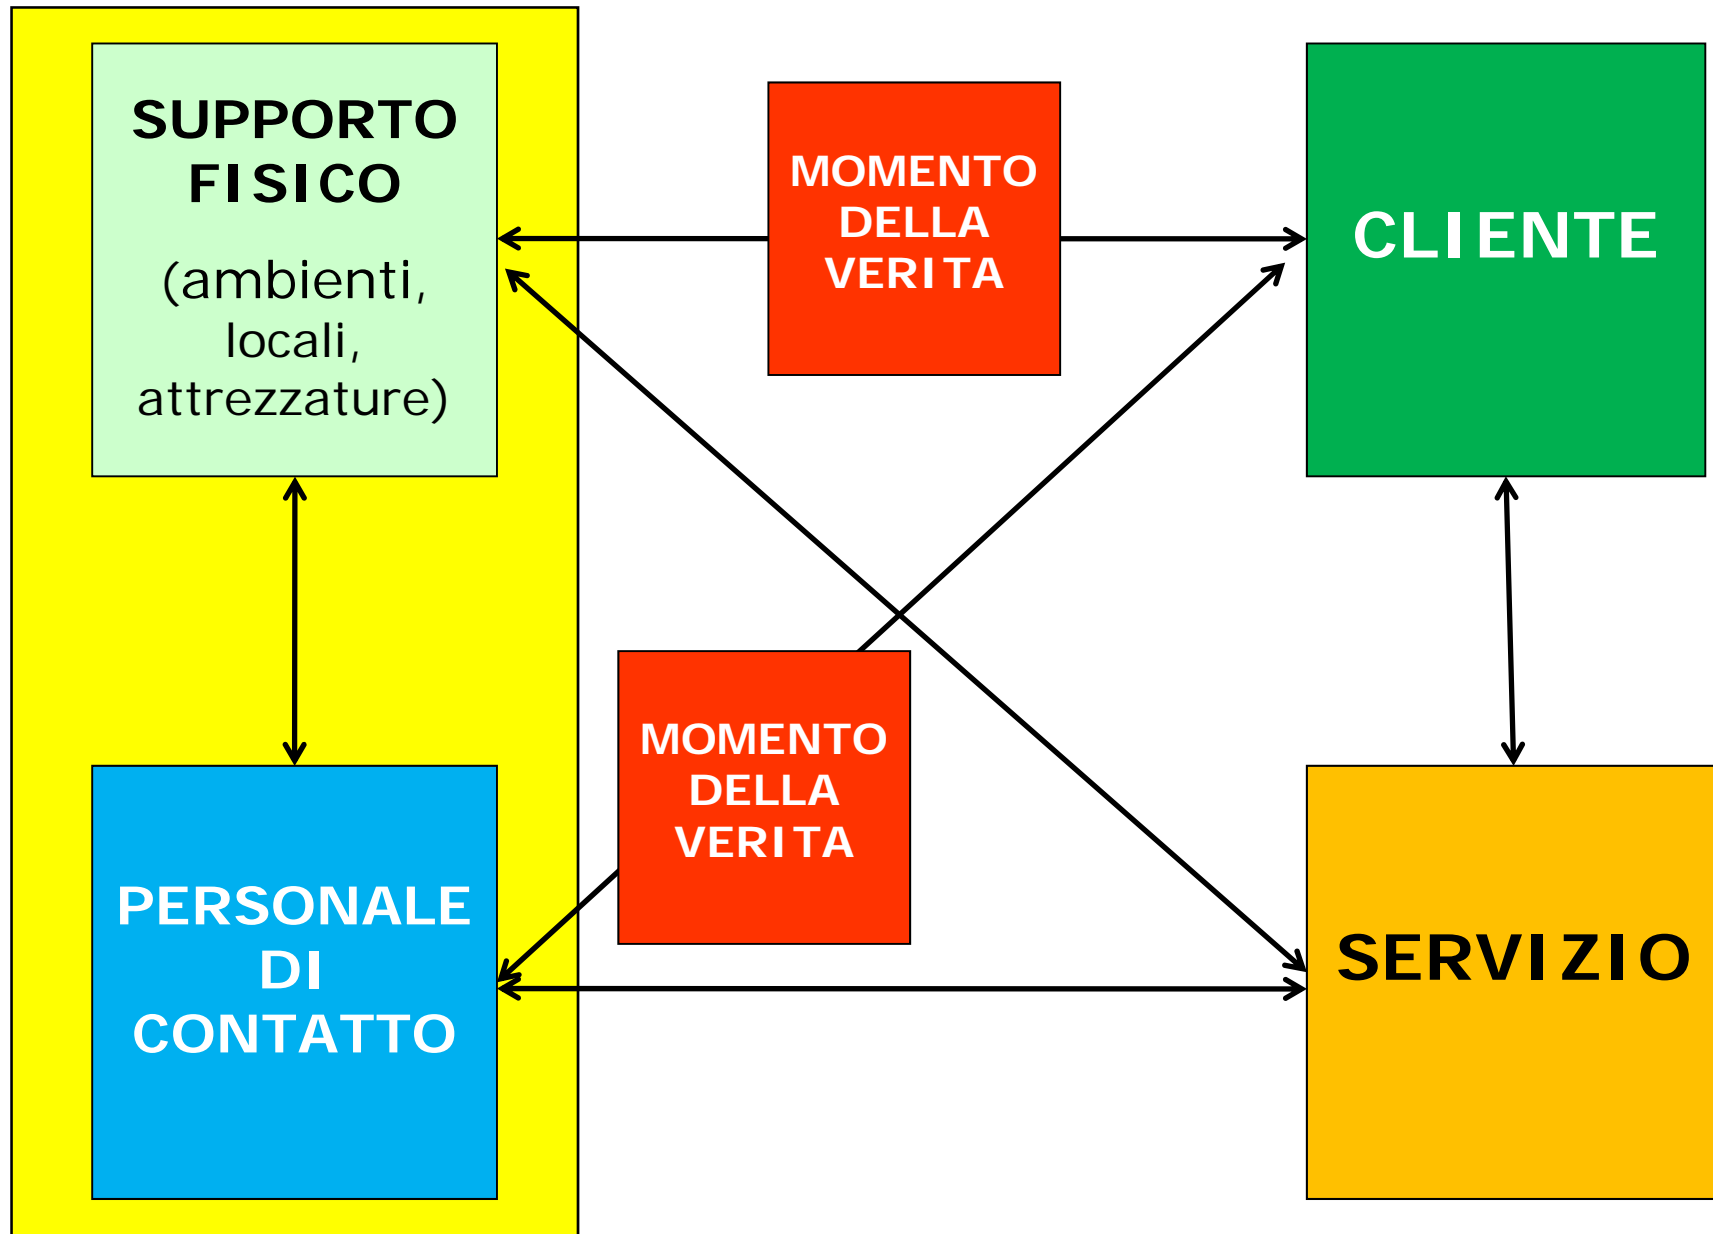 SUPPORTO
FISICO
(ambienti,
locali,
attrezzature)
MOMENTO
DELLA
VERITA
CLIENTE
MOMENTO
DELLA
VERITA
PERSONALE
DI
CONTATTO
SERVIZIO